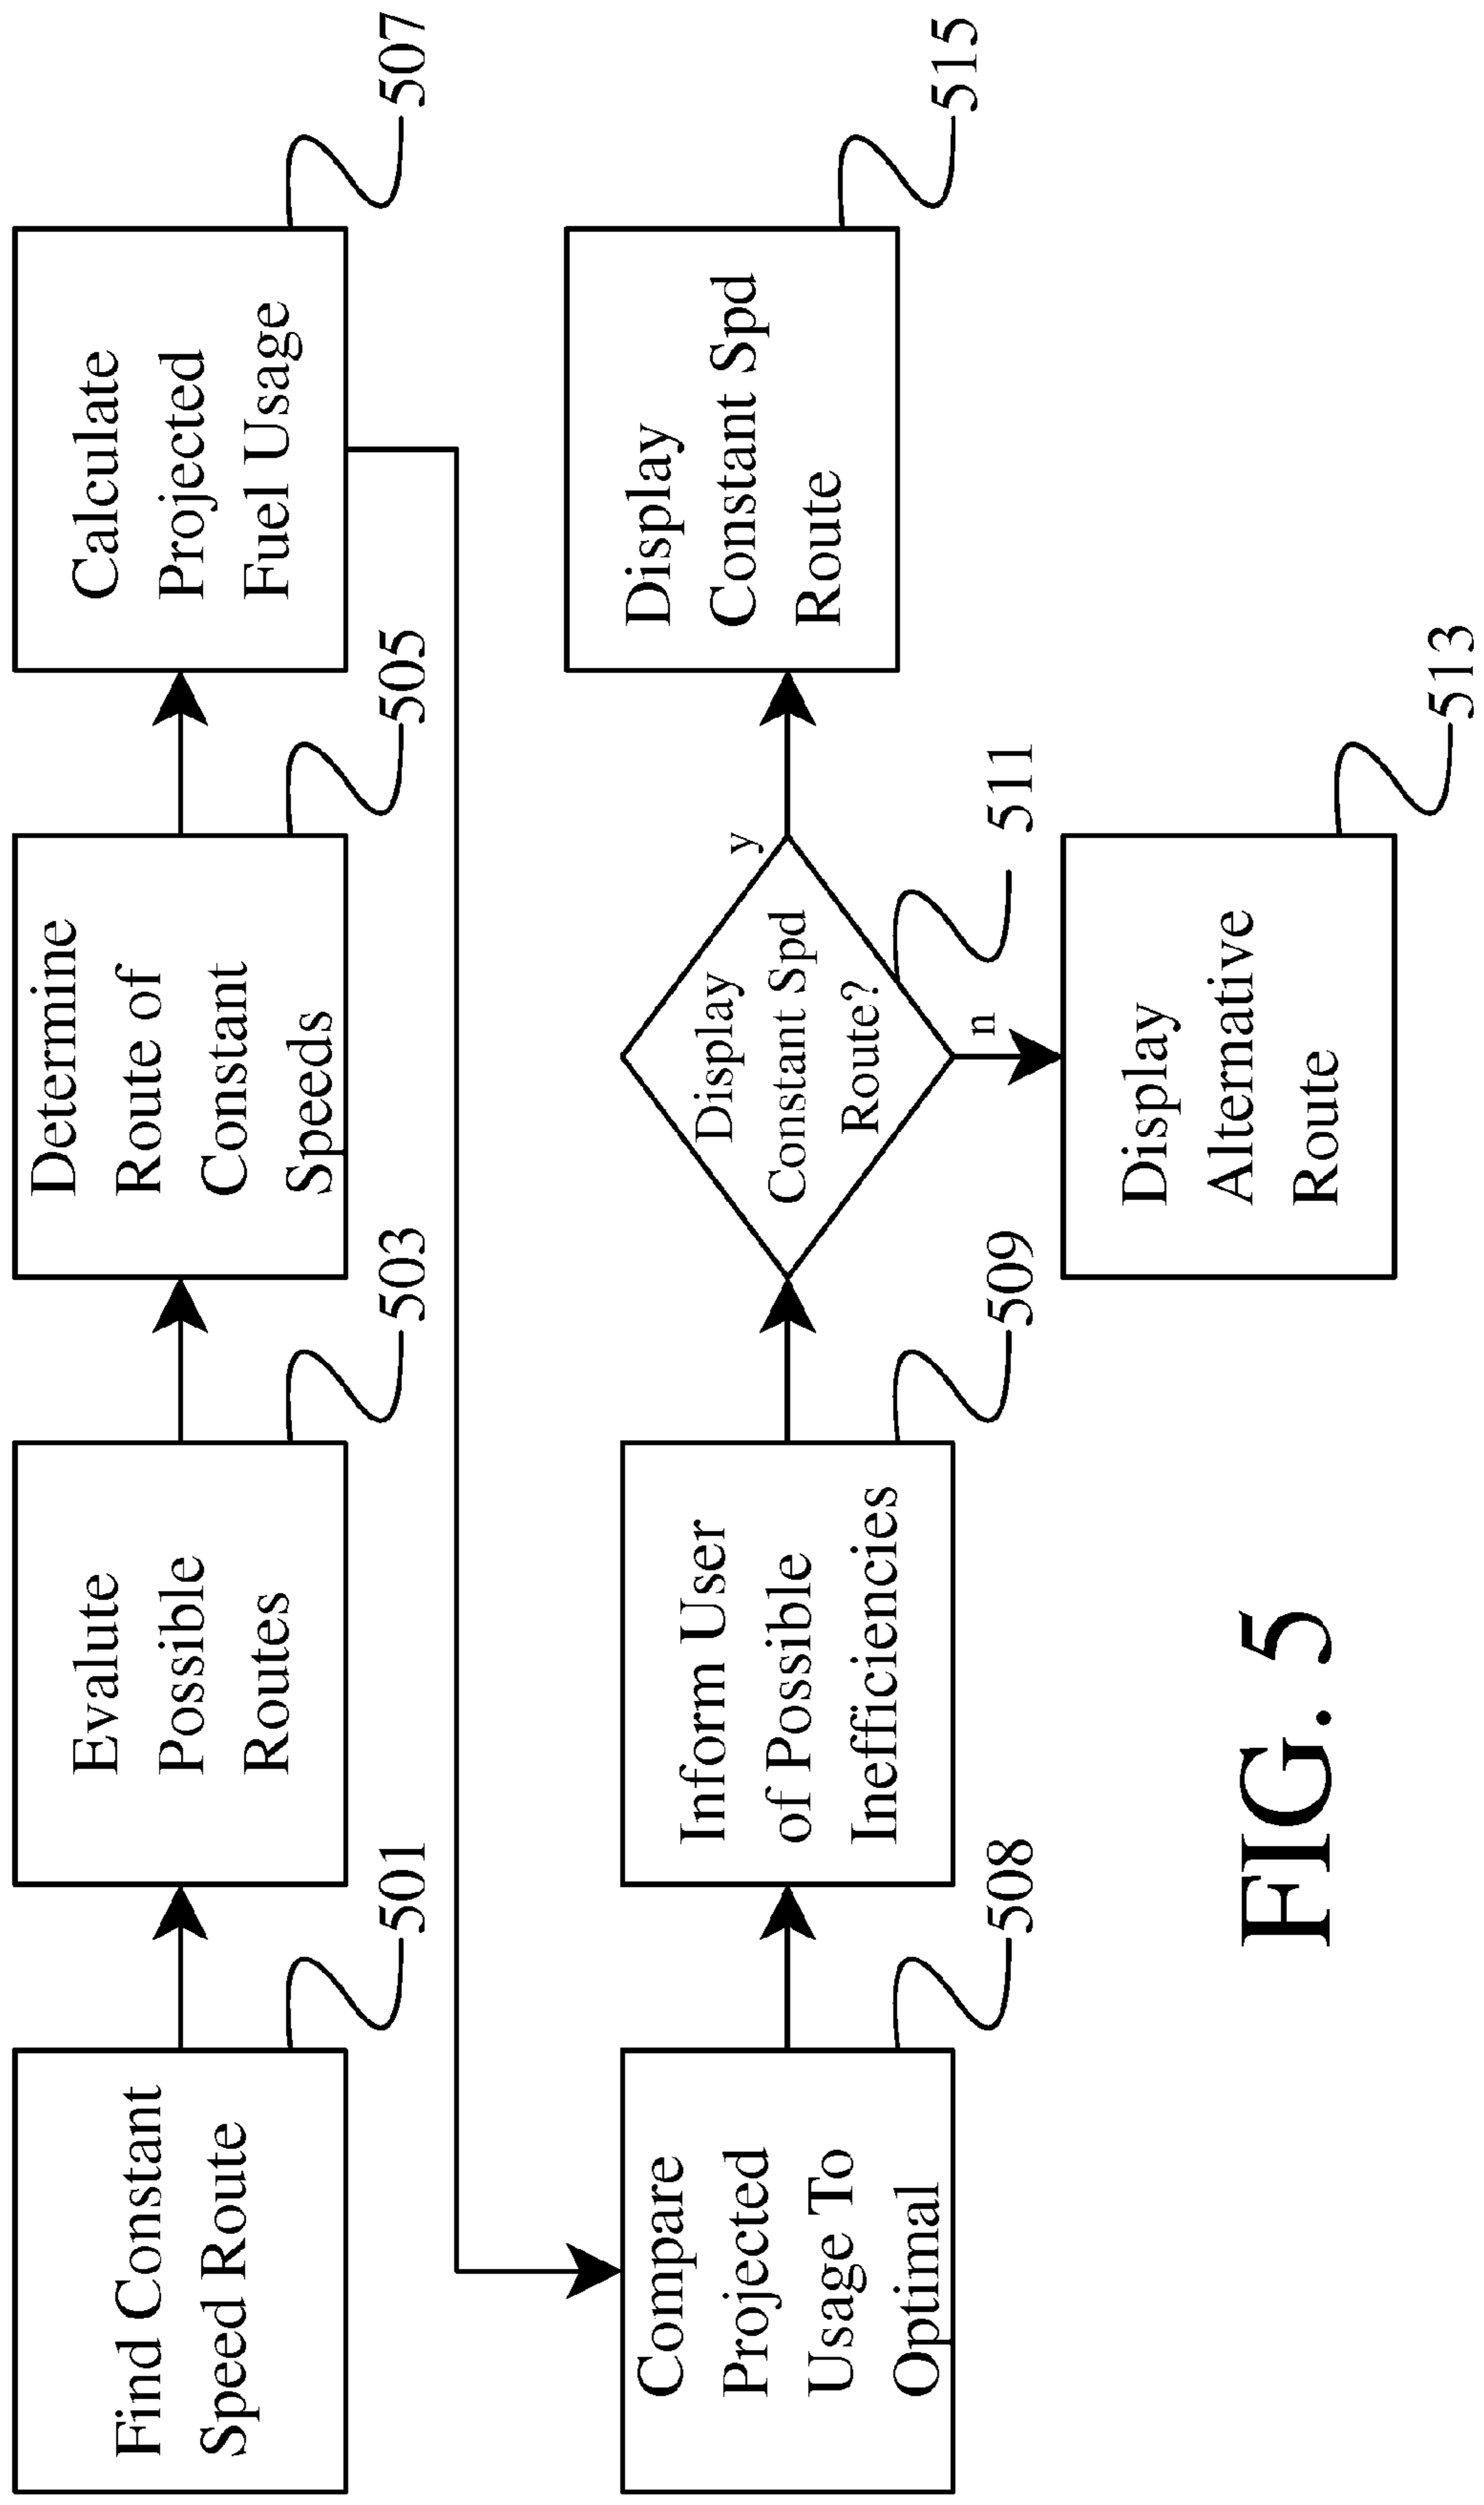 Find Constant
Speed Route
501
Evalute
Possible
Routes
503
Determine
Route of
Constant
Speeds
505
Calculate
Projected
Fuel Usage
507
Compare
Projected
Usage To
Optimal
508
Inform User
of Possible
Inefficiencies
509
Display
Constant Spd
Route?
511
y
n
Display
Constant Spd
Route
515
Display
Alternative
Route
513
FIG. 5